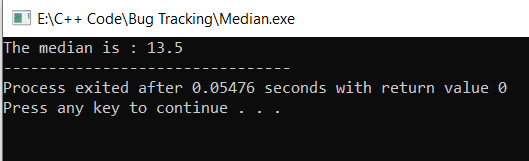 E:\C++ Code\Bug Tracking\Median.exe
The median is : 13.5
--------------------------------
Process exited after 0.05476 seconds with return value 0
Press any key to continue . . .